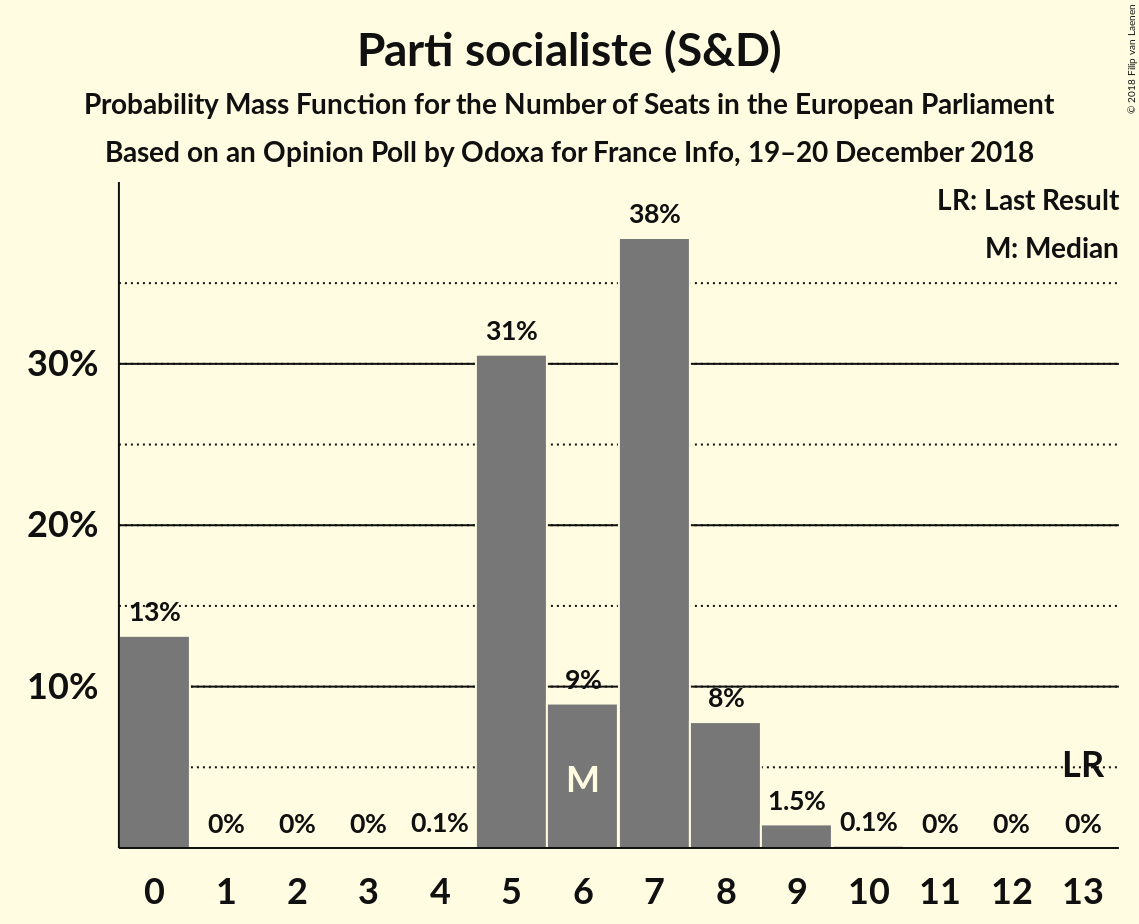 Parti socialiste (S&D)
Probability Mass Function for the Number of Seats in the European Parliament
Based on an Opinion Poll by Odoxa for France Info, 19–20 December 2018
© 2018 Filip van Laenen
LR: Last Result
M: Median
38%
31%
30%
20%
13%
10%
9%
8%
M
LR
1.5%
0% 0% 0% 0.1% 0.1% 0% 0% 0%
0 1 2 3 4 5 6 7 8 9 10 11 12 13